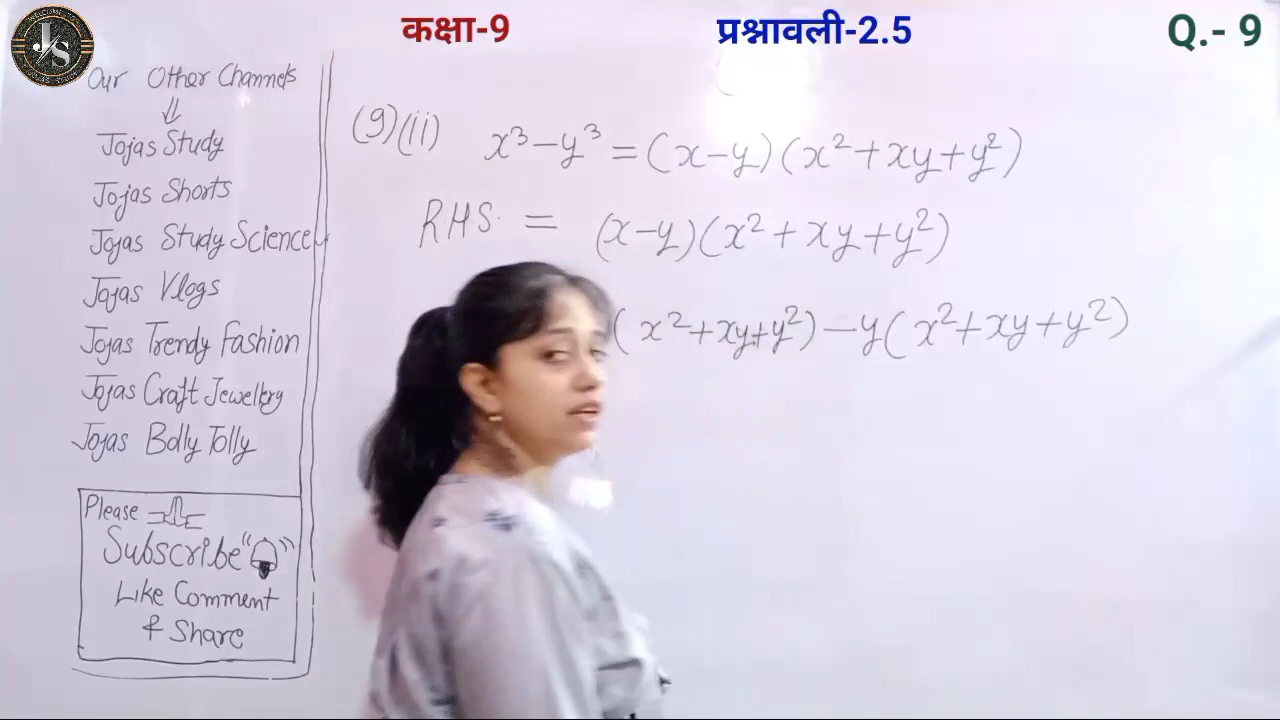 कक्षा-9 प्रश्नावली-2.5 Q.- 9
J/S
Our Other Channels
⇓
Jojas Study
Jojas Shorts
Jojas Study Science
Jojas Vlogs
Jojas Trendy Fashion
Jojas Craft Jewellery
Jojas Bolly Tolly
Please
Subscribe
Like Comment
& Share
(9)(ii) x³-y³=(x-y)(x²+xy+y²)
RHS. = (x-y)(x²+xy+y²)
(x²+xy+y²)-y(x²+xy+y²)